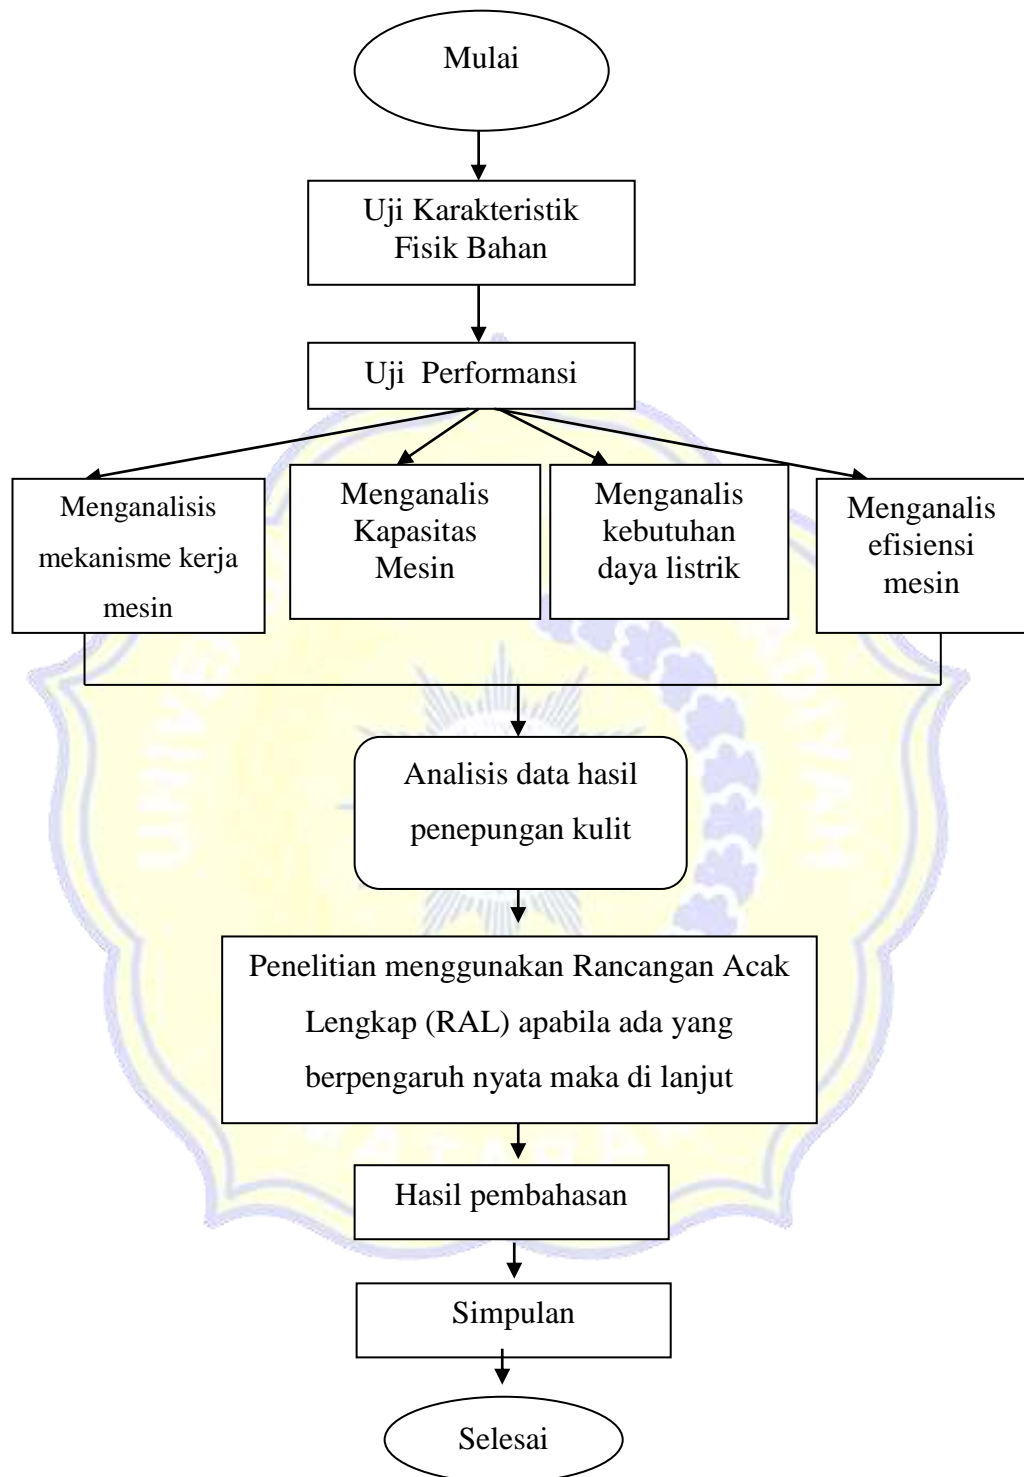 Mulai
Uji Karakteristik
Fisik Bahan
Uji Performansi
Menganalisis
mekanisme kerja
mesin
Menganalis
Kapasitas
Mesin
Menganalis
kebutuhan
daya listrik
Menganalis
efisiensi
mesin
Analisis data hasil
penepungan kulit
Penelitian menggunakan Rancangan Acak
Lengkap (RAL) apabila ada yang
berpengaruh nyata maka di lanjut
Hasil pembahasan
Simpulan
Selesai